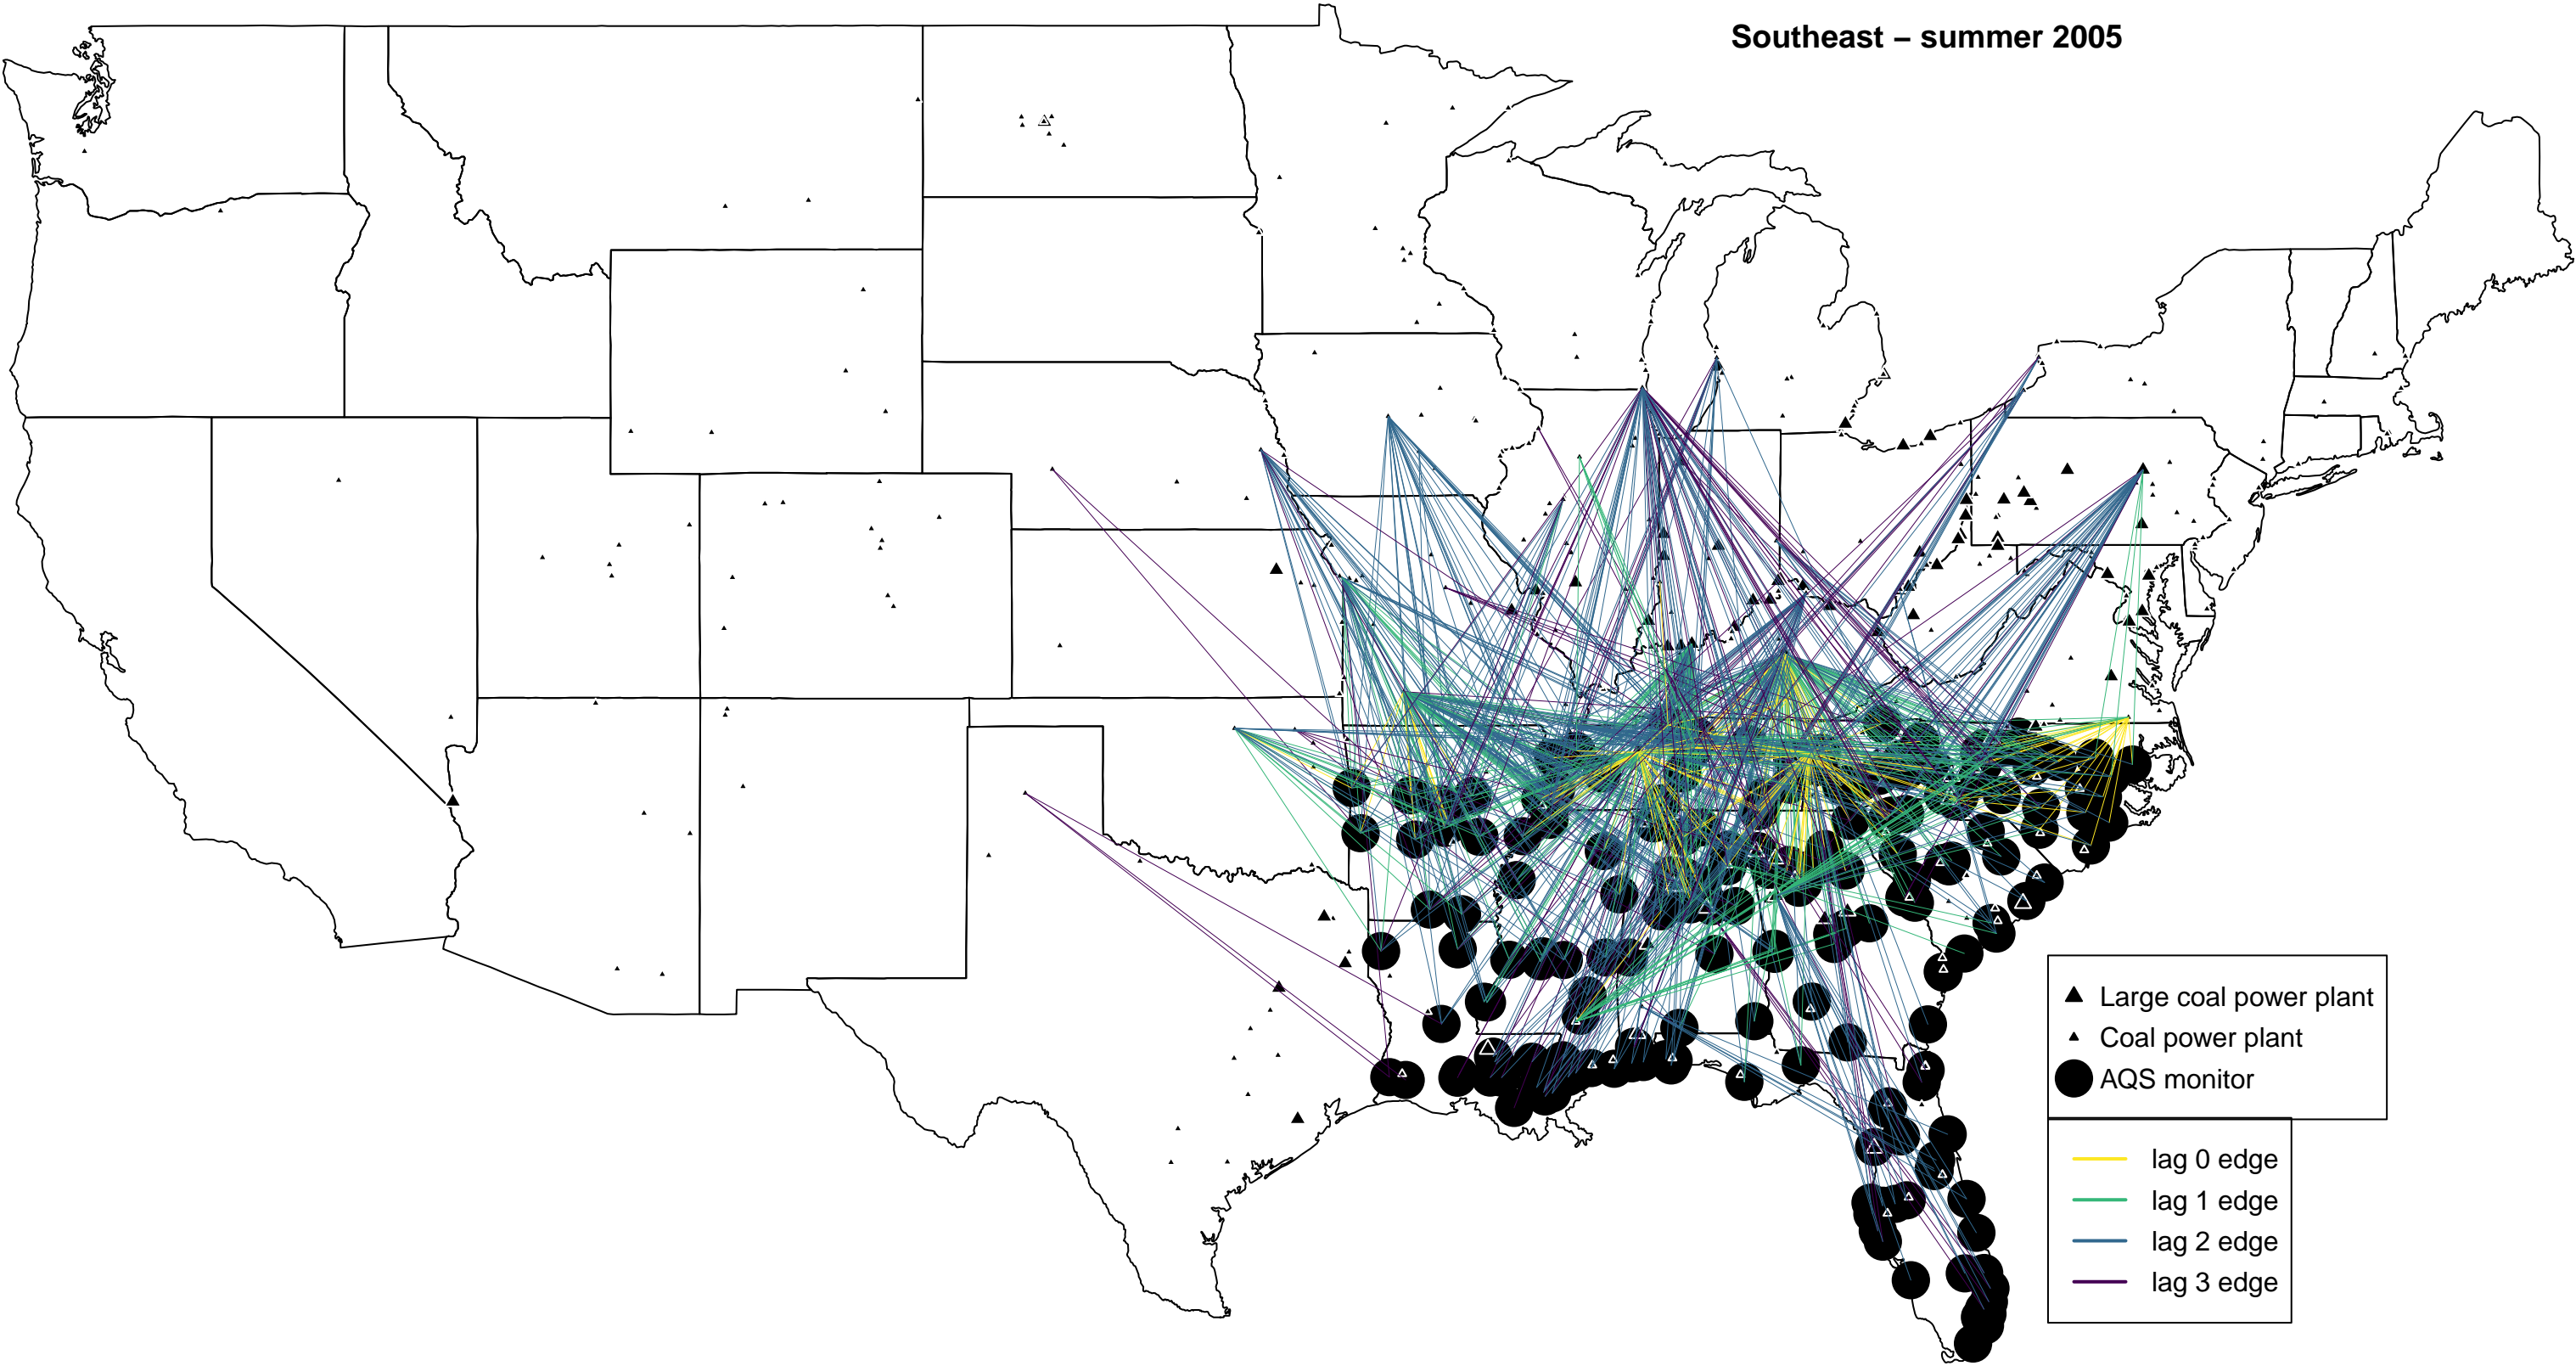 Southeast – summer 2005
Large coal power plant
Coal power plant
AQS monitor
lag 0 edge
lag 1 edge
lag 2 edge
lag 3 edge